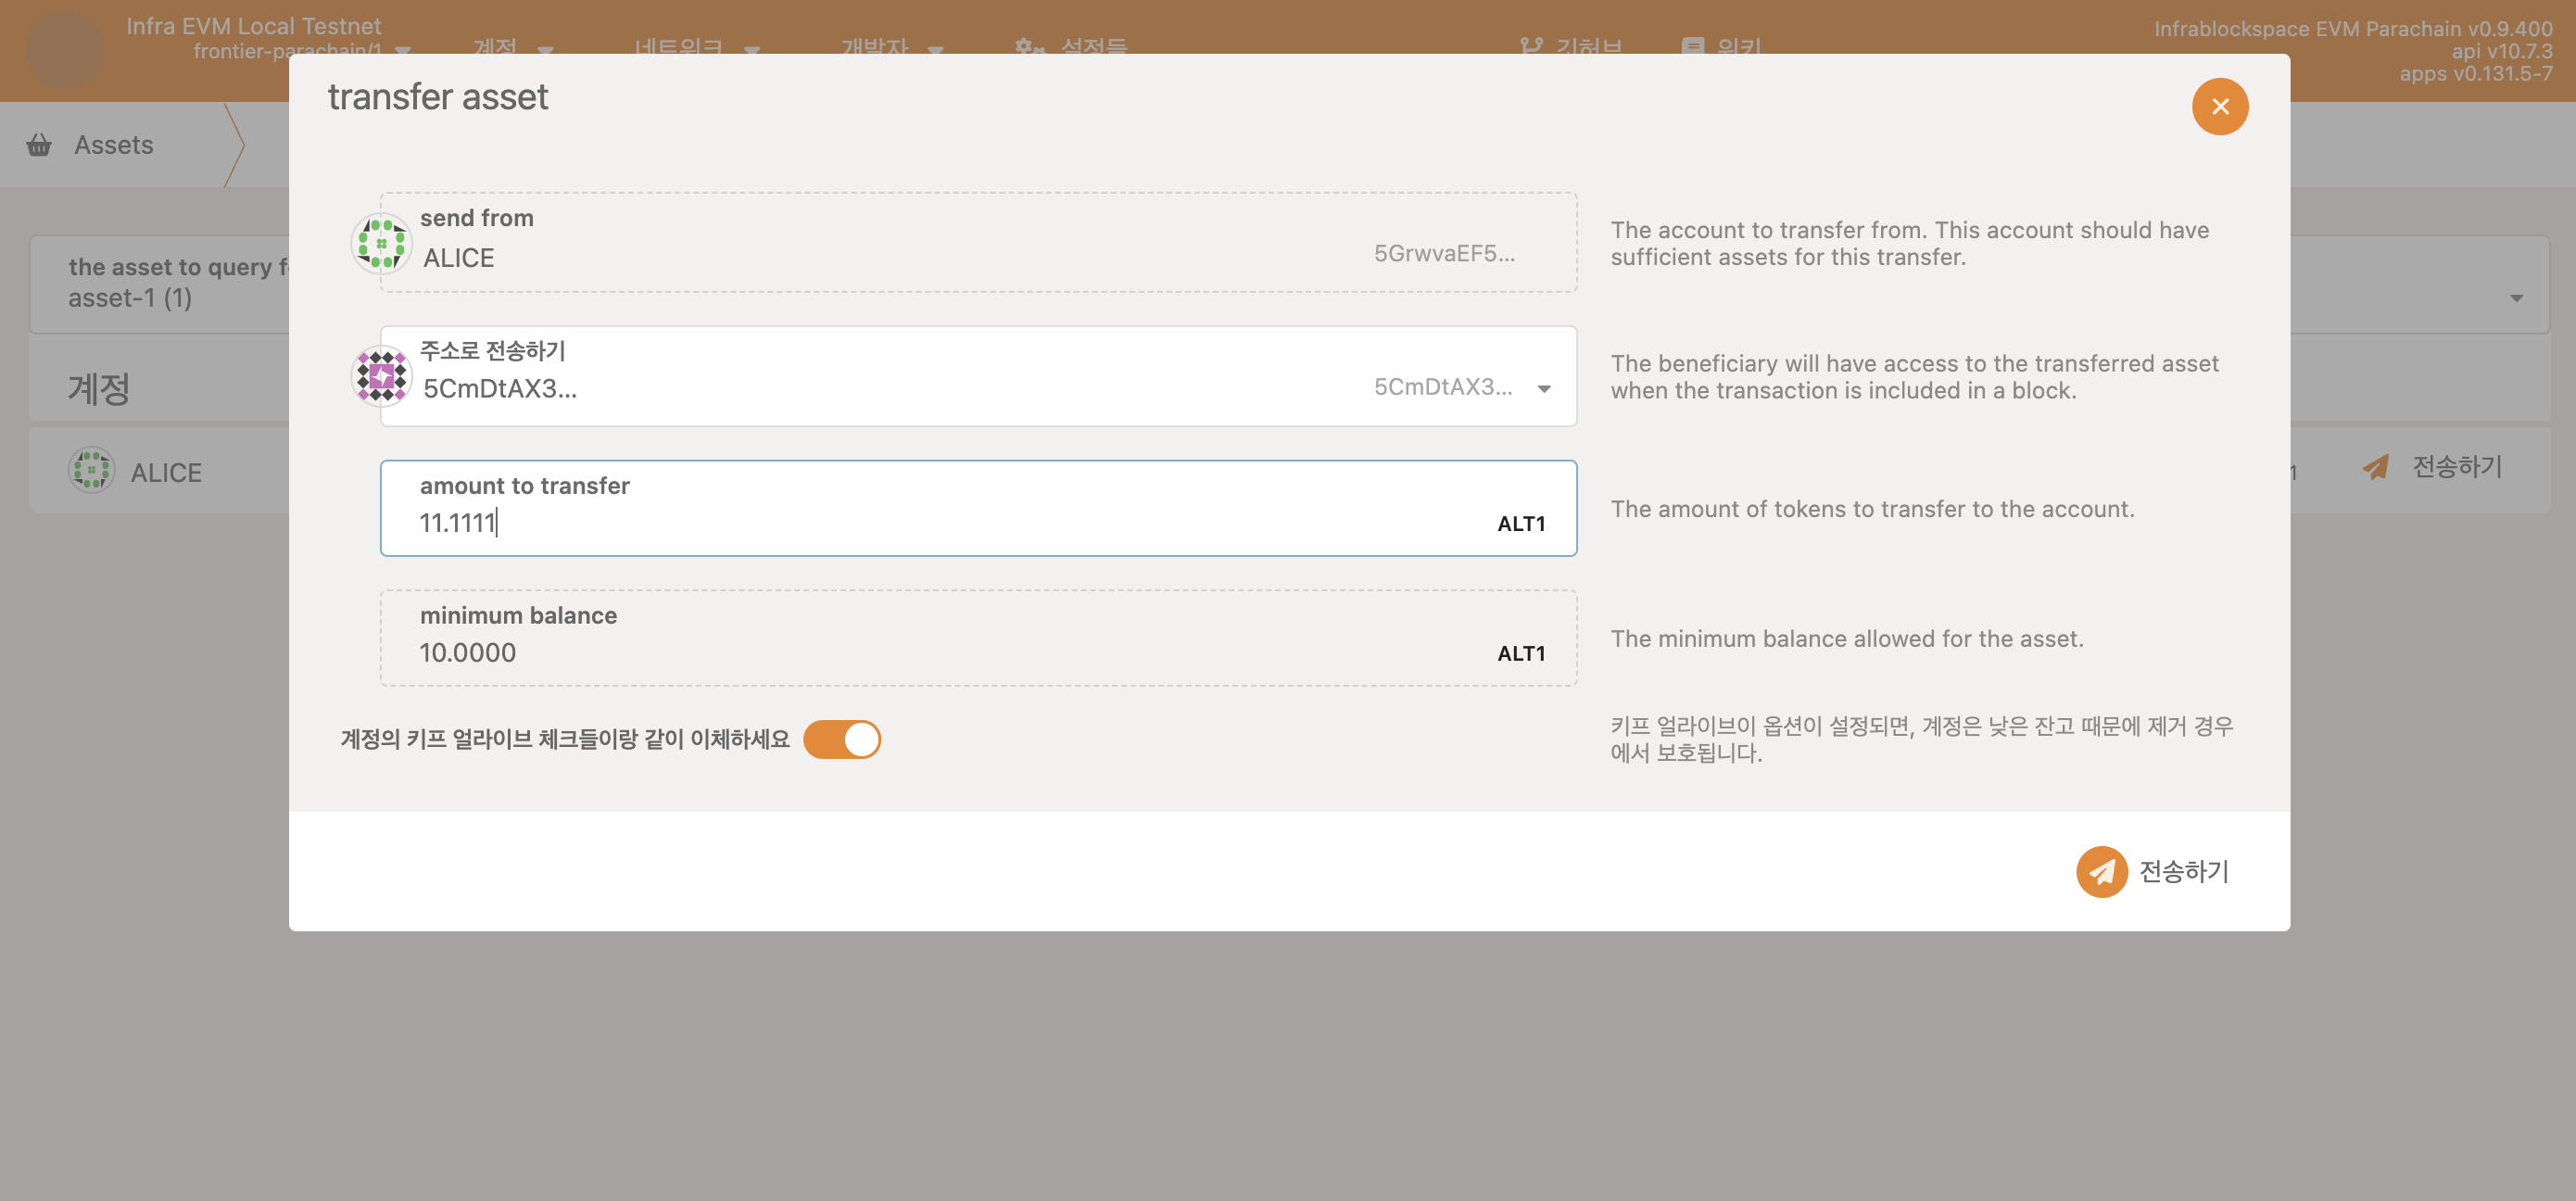 Infra EVM Local Testnet
frontier-parachain/1
계정
네트워크
개발자
설정들
깃허브
위키
Infrablockspace EVM Parachain v0.9.400
api v10.7.3
apps v0.131.5-7
Assets
the asset to query
asset-1 (1)
계정
ALICE
1
전송하기
transfer asset
send from
ALICE
5GrwvaEF5...
The account to transfer from. This account should have
sufficient assets for this transfer.
주소로 전송하기
5CmDtAX3...
5CmDtAX3...
The beneficiary will have access to the transferred asset
when the transaction is included in a block.
amount to transfer
11.1111
ALT1
The amount of tokens to transfer to the account.
minimum balance
10.0000
ALT1
The minimum balance allowed for the asset.
계정의 키프 얼라이브 체크들이랑 같이 이체하세요
키프 얼라이브이 옵션이 설정되면, 계정은 낮은 잔고 때문에 제거 경우
에서 보호됩니다.
전송하기